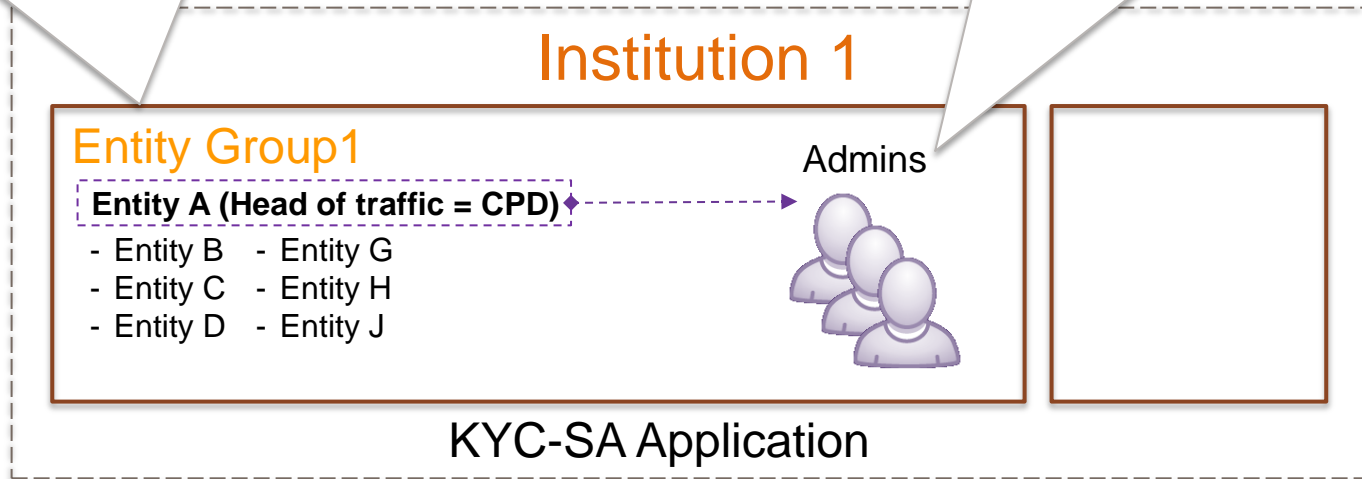 Institution 1
Entity Group1
Admins
Entity A (Head of traffic = CPD)
- Entity B - Entity G
- Entity C - Entity H
- Entity D - Entity J
KYC-SA Application